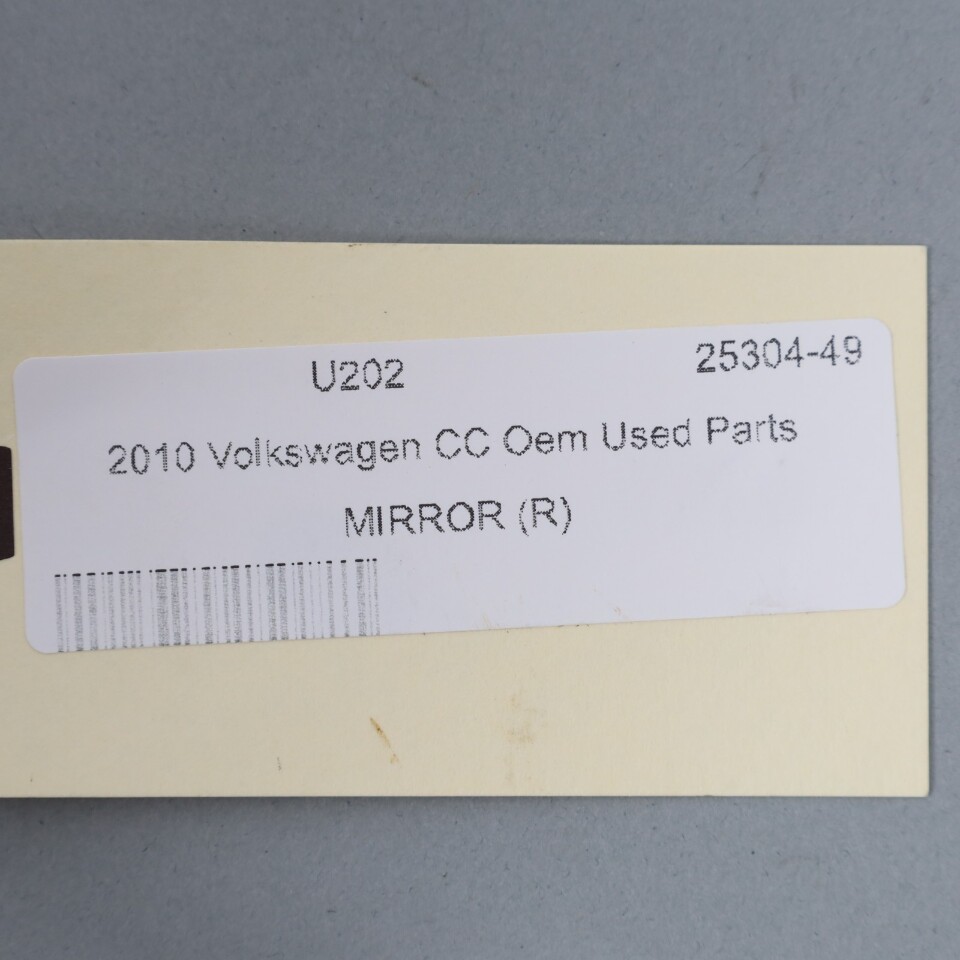 U202 25304-49
2010 Volkswagen CC Oem Used Parts
MIRROR (R)